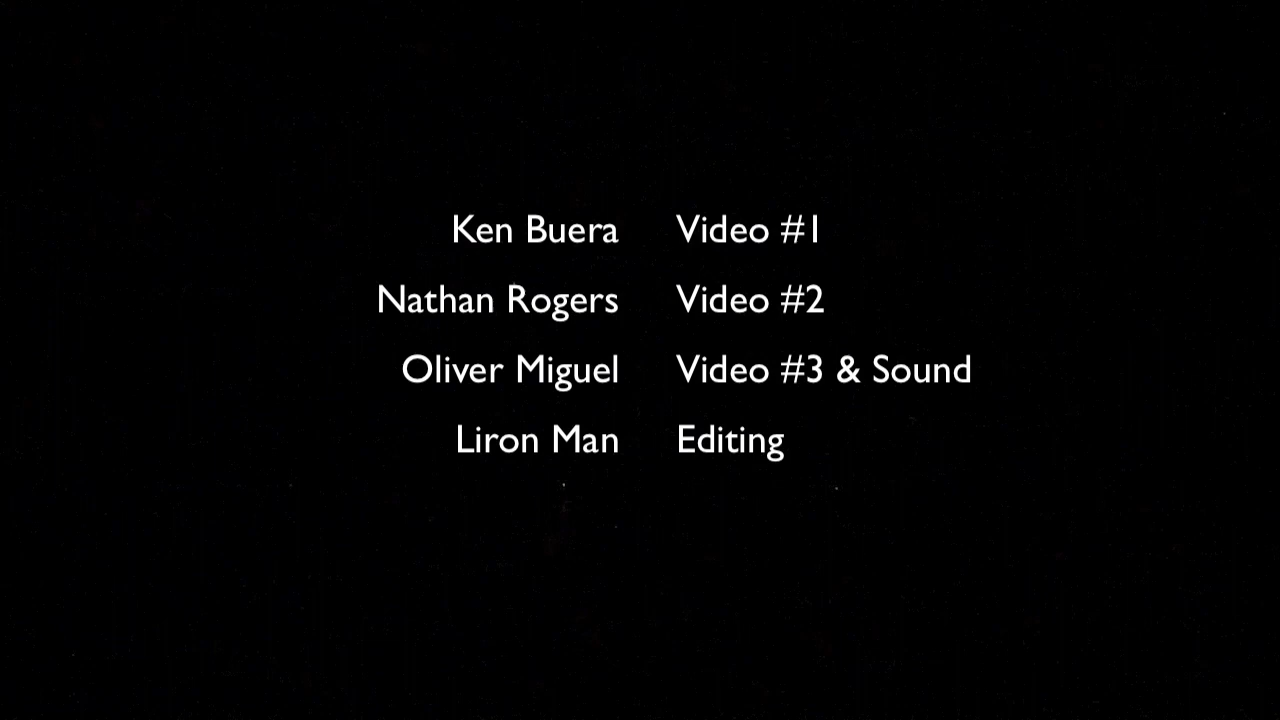 Ken Buera Video #1
Nathan Rogers Video #2
Oliver Miguel Video #3 & Sound
Liron Man Editing